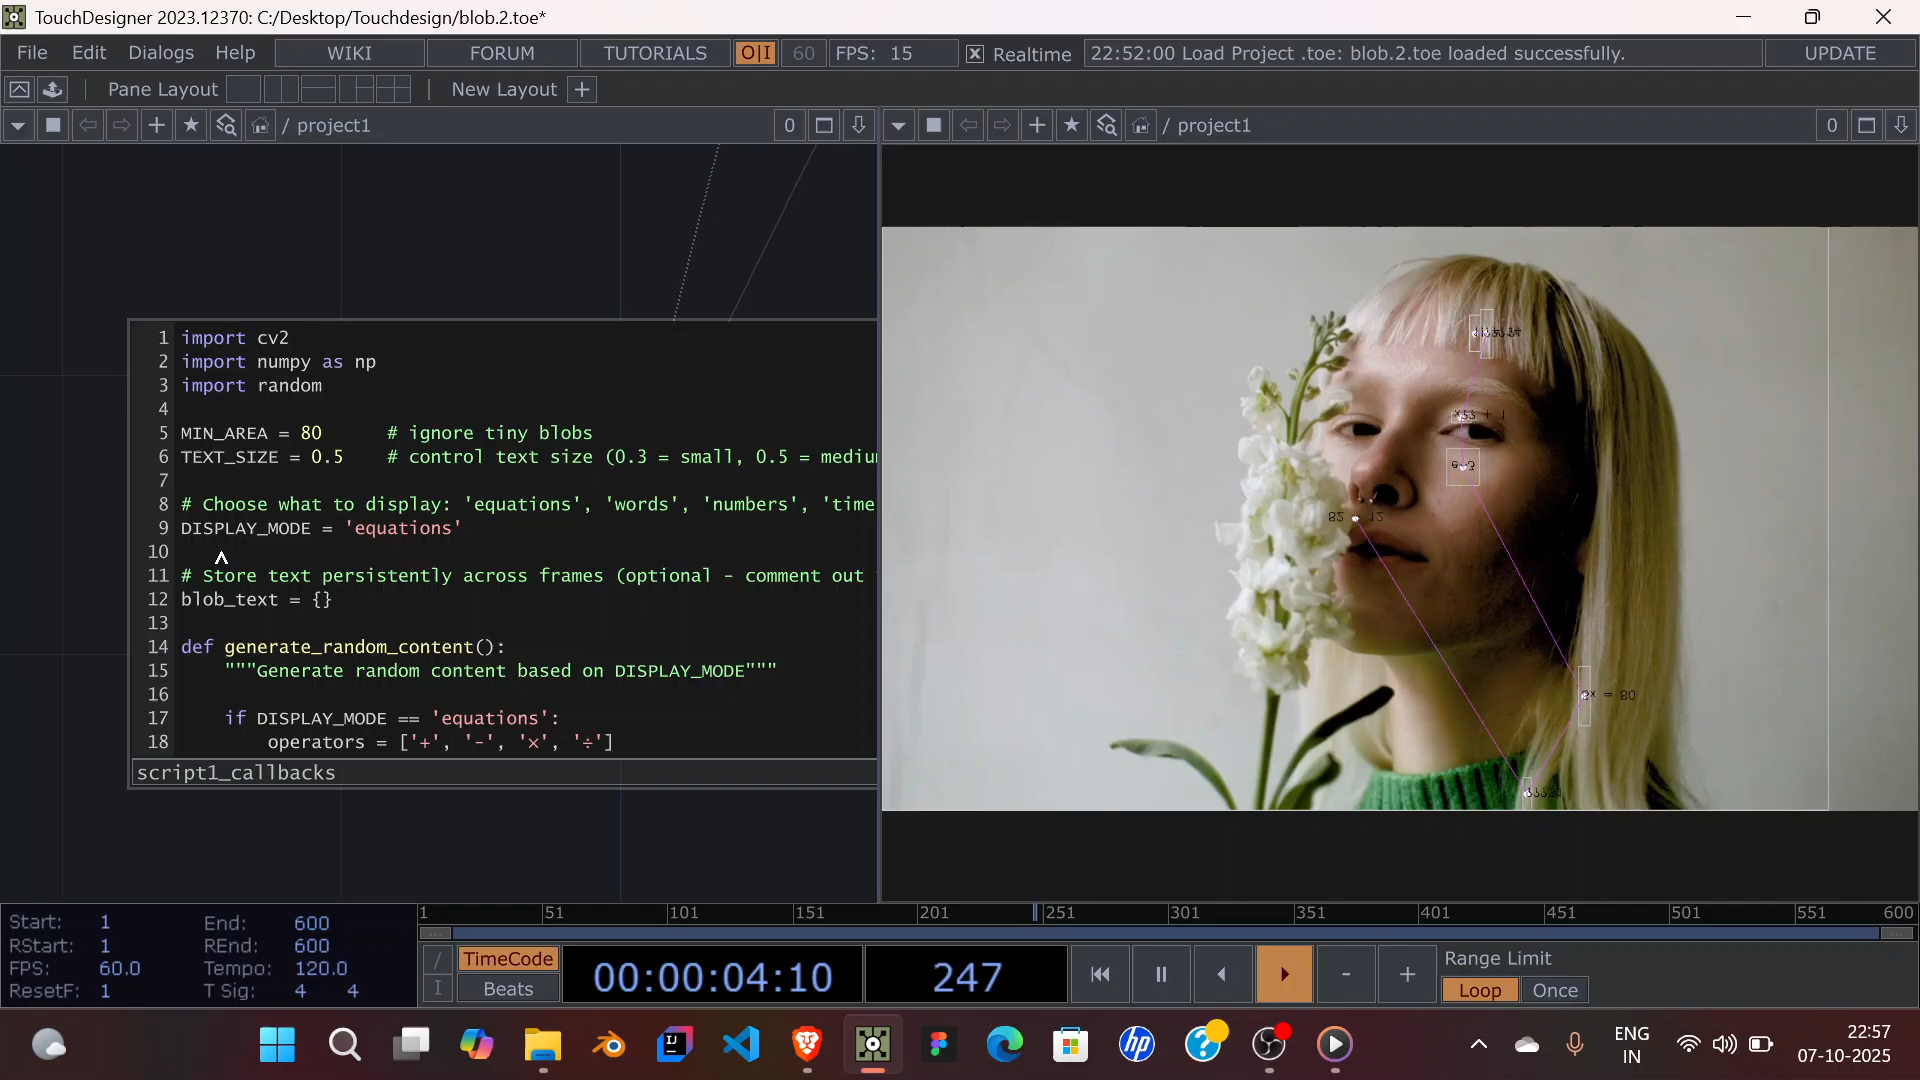 TouchDesigner 2023.12370: C:/Desktop/Touchdesign/blob.2.toe*
File Edit Dialogs Help WIKI FORUM TUTORIALS O|I 60 FPS: 15 Realtime 22:52:00 Load Project .toe: blob.2.toe loaded successfully. UPDATE
Pane Layout New Layout +
/ project1 0
/ project1 0
1 import cv2
2 import numpy as np
3 import random
4
5 MIN_AREA = 80 # ignore tiny blobs
6 TEXT_SIZE = 0.5 # control text size (0.3 = small, 0.5 = mediu
7
8 # Choose what to display: 'equations', 'words', 'numbers', 'time
9 DISPLAY_MODE = 'equations'
10
11 # Store text persistently across frames (optional - comment out
12 blob_text = {}
13
14 def generate_random_content():
15 """Generate random content based on DISPLAY_MODE"""
16
17 if DISPLAY_MODE == 'equations':
18 operators = ['+', '-', '×', '÷']
script1_callbacks
1 51 101 151 201 251 301 351 401 451 501 551 600
Start: 1 End: 600
RStart: 1 REnd: 600
FPS: 60.0 Tempo: 120.0
ResetF: 1 T Sig: 4 4
/ TimeCode
I Beats
00:00:04:10 247
- +
Range Limit
Loop Once
ENG
IN
22:57
07-10-2025